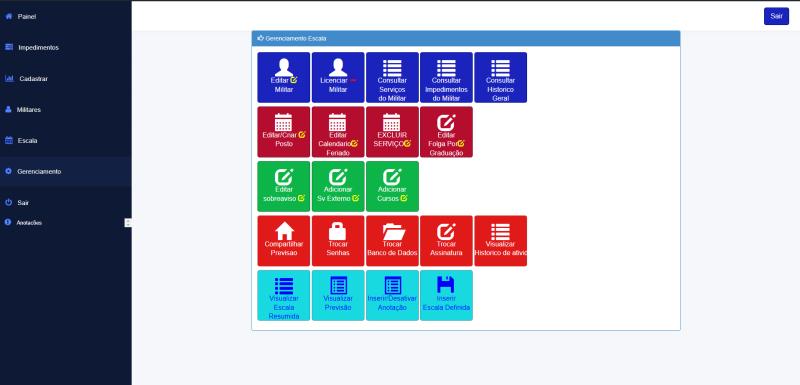 Painel
Impedimentos
Cadastrar
Militares
Escala
Gerenciamento
Sair
Anotacões
Sair
Gerenciamento Escala
Editar
Militar
Licenciar
Militar
Consultar
Serviços
do Militar
Consultar
Impedimentos
do Militar
Consultar
Historico
Geral
Editar/Criar
Posto
Editar
Calendario
Feriado
EXCLUIR
SERVIÇO
Editar
Folga Por
Graduação
Editar
sobreaviso
Adicionar
Sv Externo
Adicionar
Cursos
Compartilhar
Previsao
Trocar
Senhas
Trocar
Banco de Dados
Trocar
Assinatura
Visualizar
Historico de ativid
Visualizar
Escala
Resumida
Visualizar
Previsão
Inserir/Desativar
Anotação
Inserir
Escala Definida